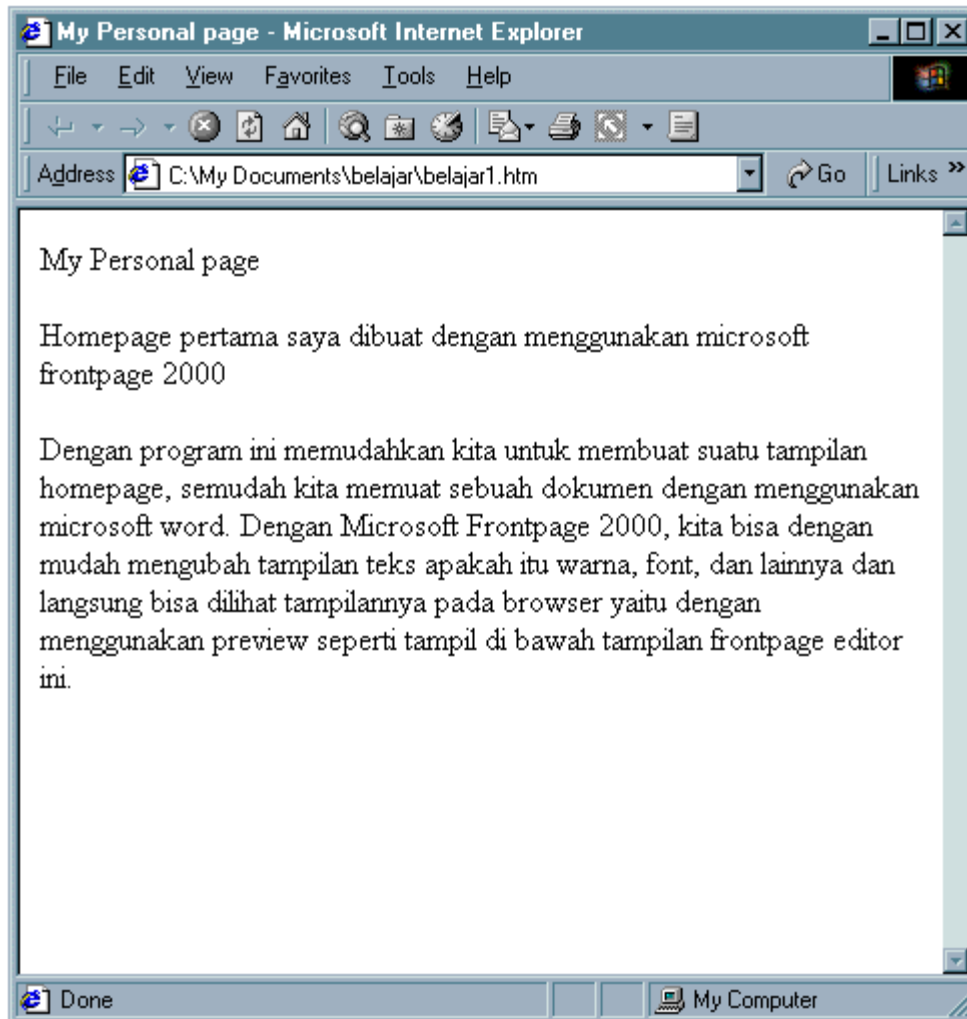 My Personal page - Microsoft Internet Explorer
File Edit View Favorites Tools Help
Address C:\My Documents\belajar\belajar1.htm Go Links »
My Personal page
Homepage pertama saya dibuat dengan menggunakan microsoft
frontpage 2000
Dengan program ini memudahkan kita untuk membuat suatu tampilan
homepage, semudah kita memuat sebuah dokumen dengan menggunakan
microsoft word. Dengan Microsoft Frontpage 2000, kita bisa dengan
mudah mengubah tampilan teks apakah itu warna, font, dan lainnya dan
langsung bisa dilihat tampilannya pada browser yaitu dengan
menggunakan preview seperti tampil di bawah tampilan frontpage editor
ini.
Done My Computer